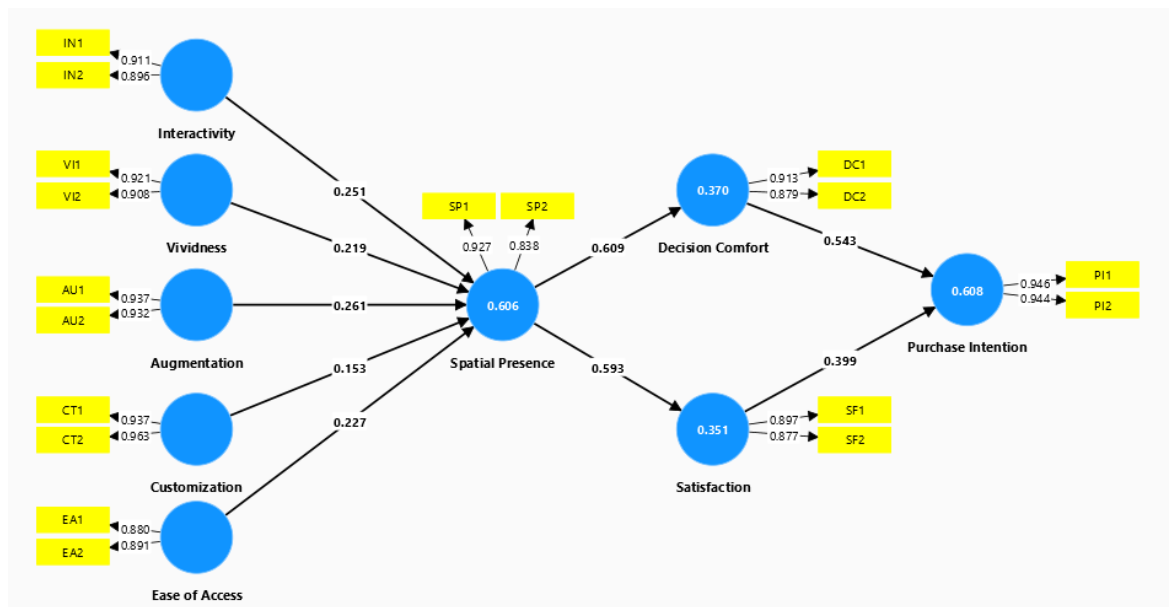 IN1
0.911
IN2
0.896
Interactivity
0.251
VI1
0.921
VI2
0.908
Vividness
0.219
AU1
0.937
AU2
0.932
Augmentation
0.261
CT1
0.937
CT2
0.963
Customization
0.153
EA1
0.880
EA2
0.891
Ease of Access
0.227
SP1
SP2
0.927
0.838
0.606
Spatial Presence
0.609
0.593
0.370
Decision Comfort
0.913
DC1
0.879
DC2
0.543
0.351
Satisfaction
0.897
SF1
0.877
SF2
0.399
0.608
Purchase Intention
0.946
PI1
0.944
PI2